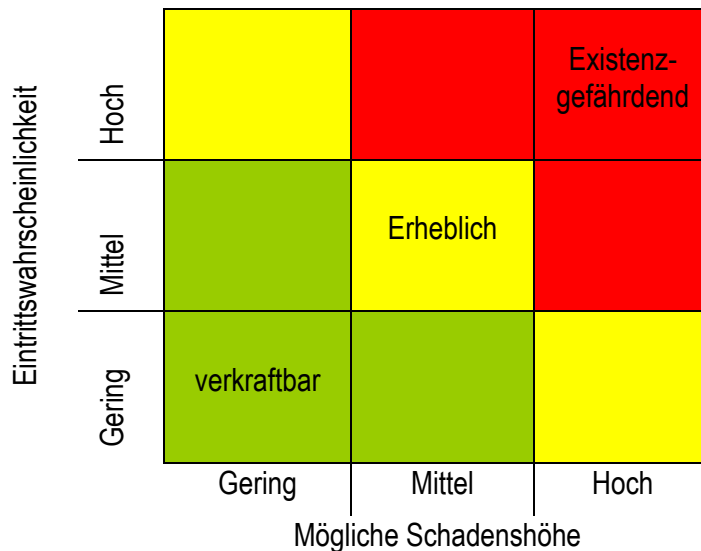 Eintrittswahrscheinlichkeit
Hoch
Existenz-
gefährdend
Mittel
Erheblich
Gering
verkraftbar
Gering
Mittel
Hoch
Mögliche Schadenshöhe